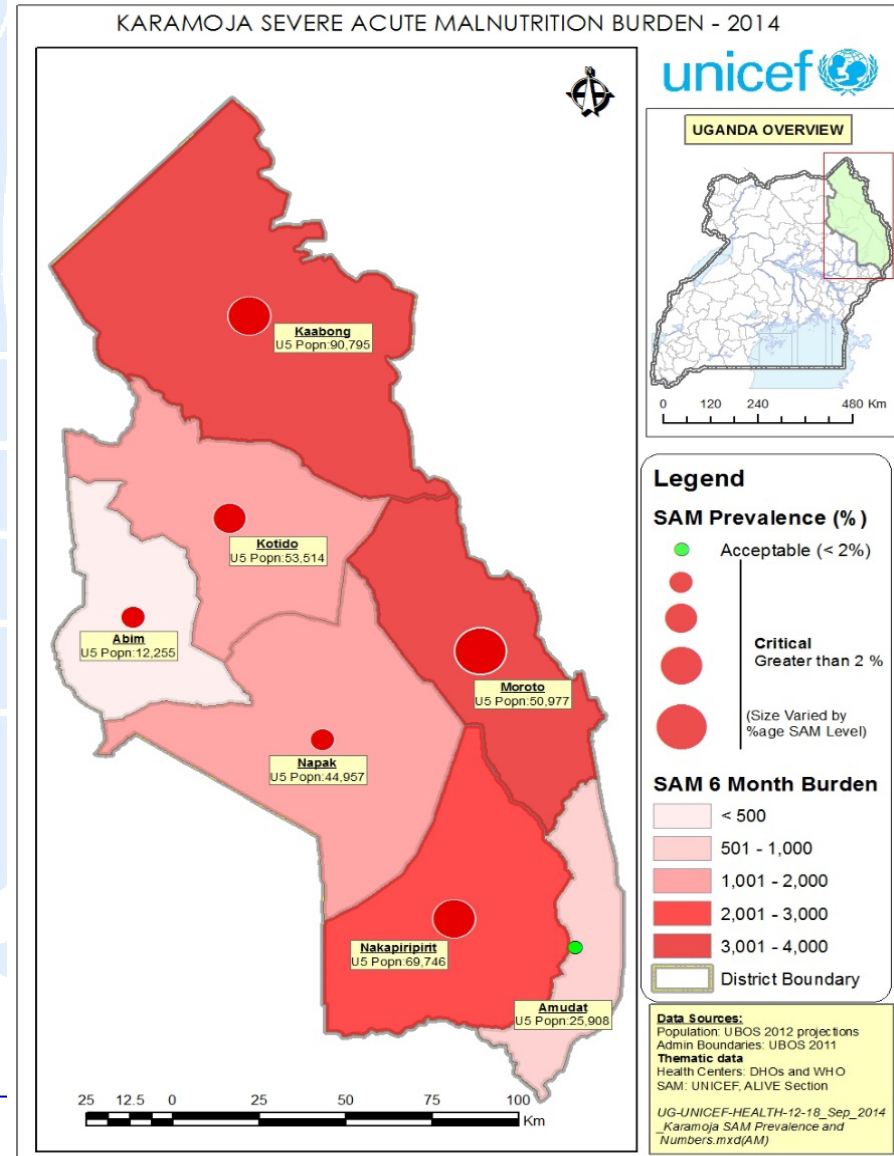 KARAMOJA SEVERE ACUTE MALNUTRITION BURDEN - 2014
unicef
UGANDA OVERVIEW
0 120 240 480 Km
Kaabong
U5 Popn:90,795
Kotido
U5 Popn:53,514
Abim
U5 Popn:12,255
Moroto
U5 Popn:50,977
Napak
U5 Popn:44,957
Nakapiripirit
U5 Popn:69,746
Amudat
U5 Popn:25,908
25 12.5 0 25 50 75 100
Km
Legend
SAM Prevalence (%)
Acceptable (< 2%)
Critical
Greater than 2 %
(Size Varied by
%age SAM Level)
SAM 6 Month Burden
< 500
501 - 1,000
1,001 - 2,000
2,001 - 3,000
3,001 - 4,000
District Boundary
Data Sources:
Population: UBOS 2012 projections
Admin Boundaries: UBOS 2011
Thematic data
Health Centers: DHOs and WHO
SAM: UNICEF, ALIVE Section
UG-UNICEF-HEALTH-12-18_Sep_2014
_Karamoja SAM Prevalence and
Numbers.mxd(AM)